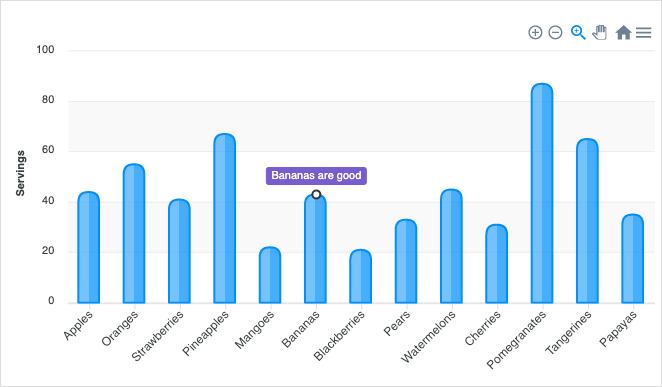 100
80
60
40
20
0
Servings
Bananas are good
Apples
Oranges
Strawberries
Pineapples
Mangoes
Bananas
Blackberries
Pears
Watermelons
Cherries
Pomegranates
Tangerines
Papayas